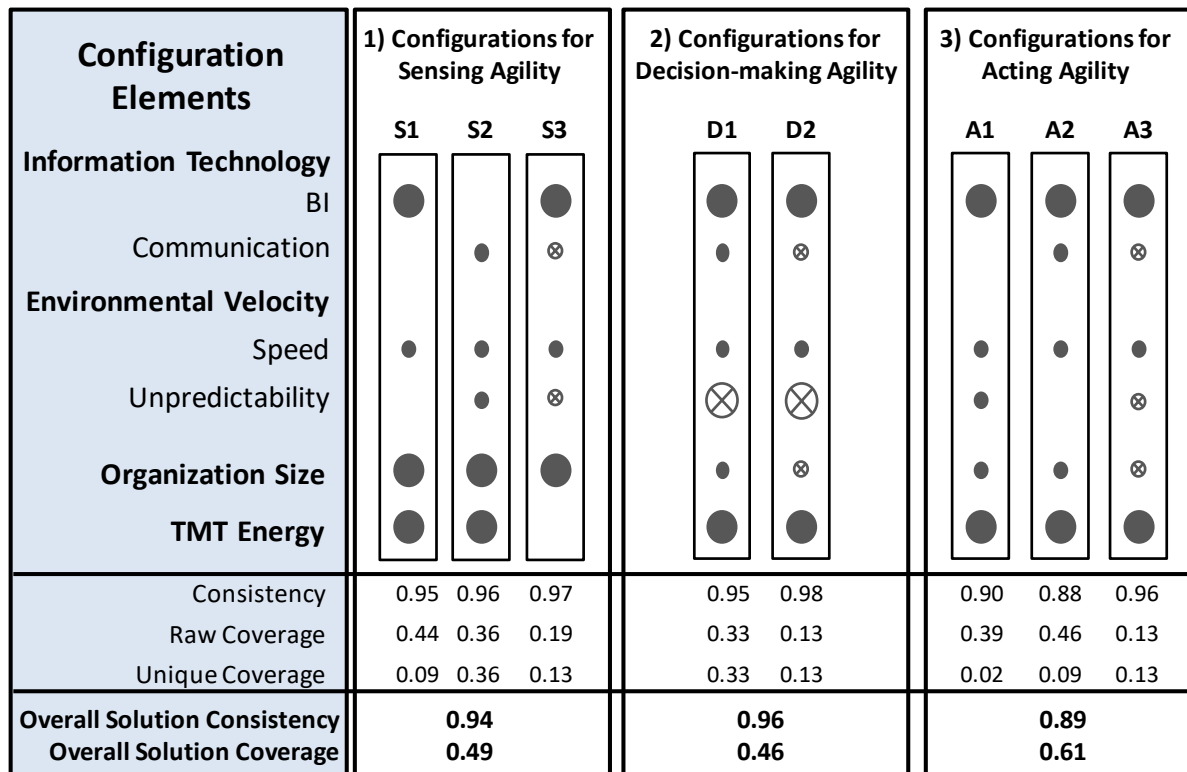 Configuration Elements
1) Configurations for Sensing Agility
2) Configurations for Decision-making Agility
3) Configurations for Acting Agility
S1 S2 S3 D1 D2 A1 A2 A3
Information Technology
BI
Communication
Environmental Velocity
Speed
Unpredictability
Organization Size
TMT Energy
Consistency 0.95 0.96 0.97 0.95 0.98 0.90 0.88 0.96
Raw Coverage 0.44 0.36 0.19 0.33 0.13 0.39 0.46 0.13
Unique Coverage 0.09 0.36 0.13 0.33 0.13 0.02 0.09 0.13
Overall Solution Consistency 0.94 0.96 0.89
Overall Solution Coverage 0.49 0.46 0.61